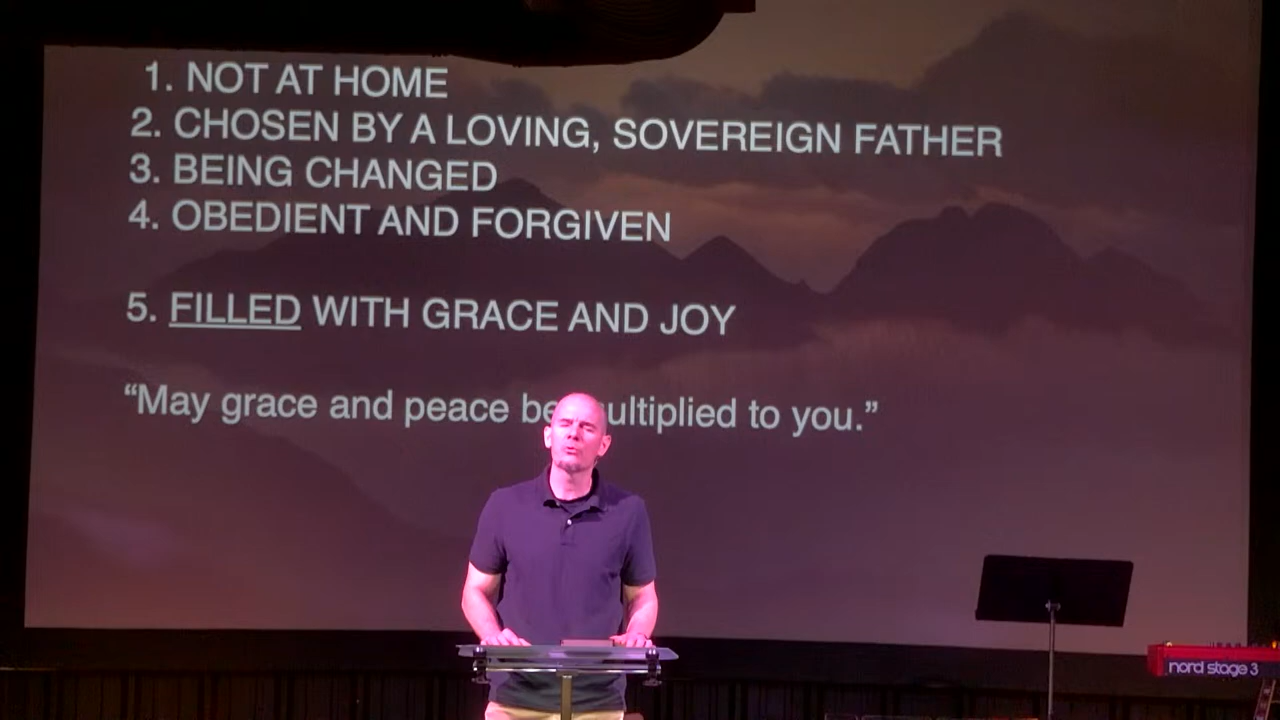 1. NOT AT HOME
2. CHOSEN BY A LOVING, SOVEREIGN FATHER
3. BEING CHANGED
4. OBEDIENT AND FORGIVEN
5. FILLED WITH GRACE AND JOY
“May grace and peace be ultiplied to you.”
nord stage 3